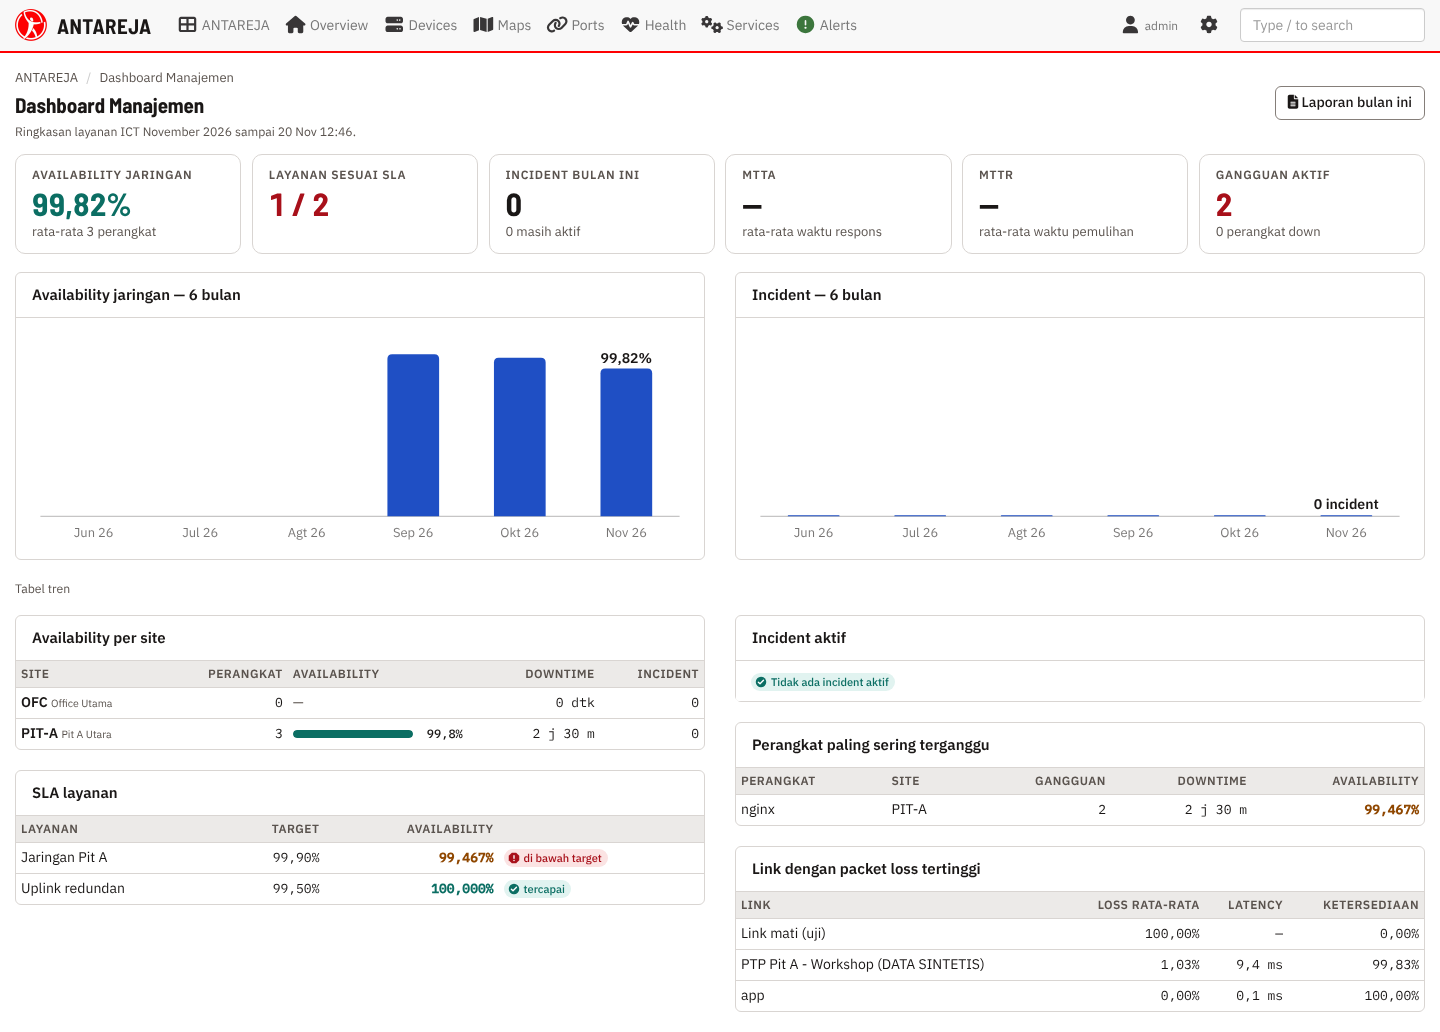 ANTAREJA ANTAREJA Overview Devices Maps Ports Health Services Alerts admin Type / to search
ANTAREJA / Dashboard Manajemen
Dashboard Manajemen
Laporan bulan ini
Ringkasan layanan ICT November 2026 sampai 20 Nov 12:46.
AVAILABILITY JARINGAN
99,82%
rata-rata 3 perangkat
LAYANAN SESUAI SLA
1 / 2
INCIDENT BULAN INI
0
0 masih aktif
MTTA
—
rata-rata waktu respons
MTTR
—
rata-rata waktu pemulihan
GANGGUAN AKTIF
2
0 perangkat down
Availability jaringan — 6 bulan
99,82%
Jun 26 Jul 26 Agt 26 Sep 26 Okt 26 Nov 26
Incident — 6 bulan
0 incident
Jun 26 Jul 26 Agt 26 Sep 26 Okt 26 Nov 26
Tabel tren
Availability per site
SITE PERANGKAT AVAILABILITY DOWNTIME INCIDENT
OFC Office Utama 0 — 0 dtk 0
PIT-A Pit A Utara 3 99,8% 2 j 30 m 0
SLA layanan
LAYANAN TARGET AVAILABILITY
Jaringan Pit A 99,90% 99,467% di bawah target
Uplink redundan 99,50% 100,000% tercapai
Incident aktif
Tidak ada incident aktif
Perangkat paling sering terganggu
PERANGKAT SITE GANGGUAN DOWNTIME AVAILABILITY
nginx PIT-A 2 2 j 30 m 99,467%
Link dengan packet loss tertinggi
LINK LOSS RATA-RATA LATENCY KETERSEDIAAN
Link mati (uji) 100,00% — 0,00%
PTP Pit A - Workshop (DATA SINTETIS) 1,03% 9,4 ms 99,83%
app 0,00% 0,1 ms 100,00%